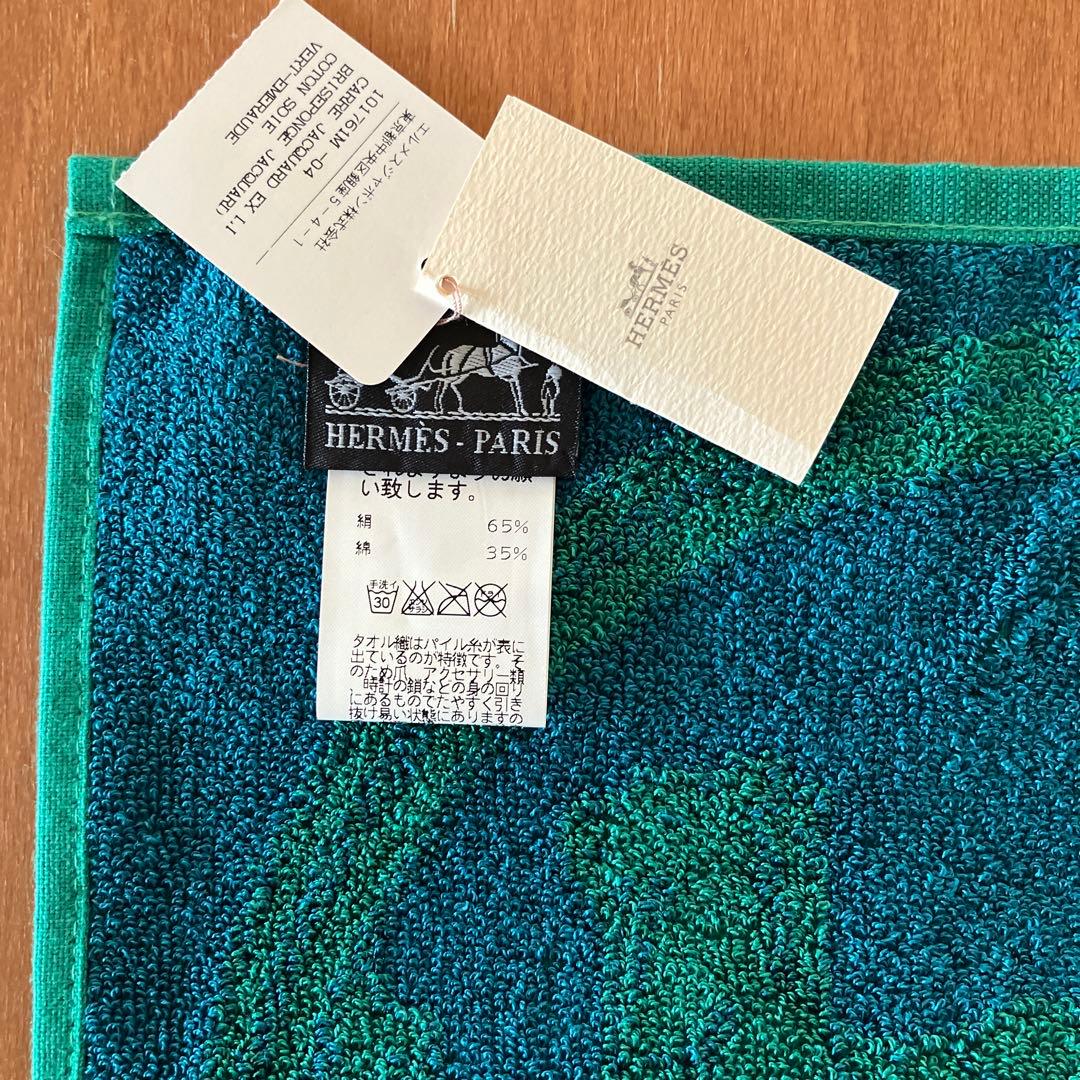 エルメスジャポン株式会社
東京都中央区銀座5-4-1
101761M -04
CARRE JACQUARD EX 1.1
BRISEPONGE JACQUARD)
COTON SOIE
VERT-EMERAUDE
HERMÈS
PARIS
HERMÈS - PARIS
い致します。
絹 65%
綿 35%
手洗イ
30
タオル織はパイル糸が表に
出ているのが特徴です。そ
のため爪、アクセサリー類
、時計の鎖などの身の回り
にあるものでたやすく引き
抜け易い状態にありますの